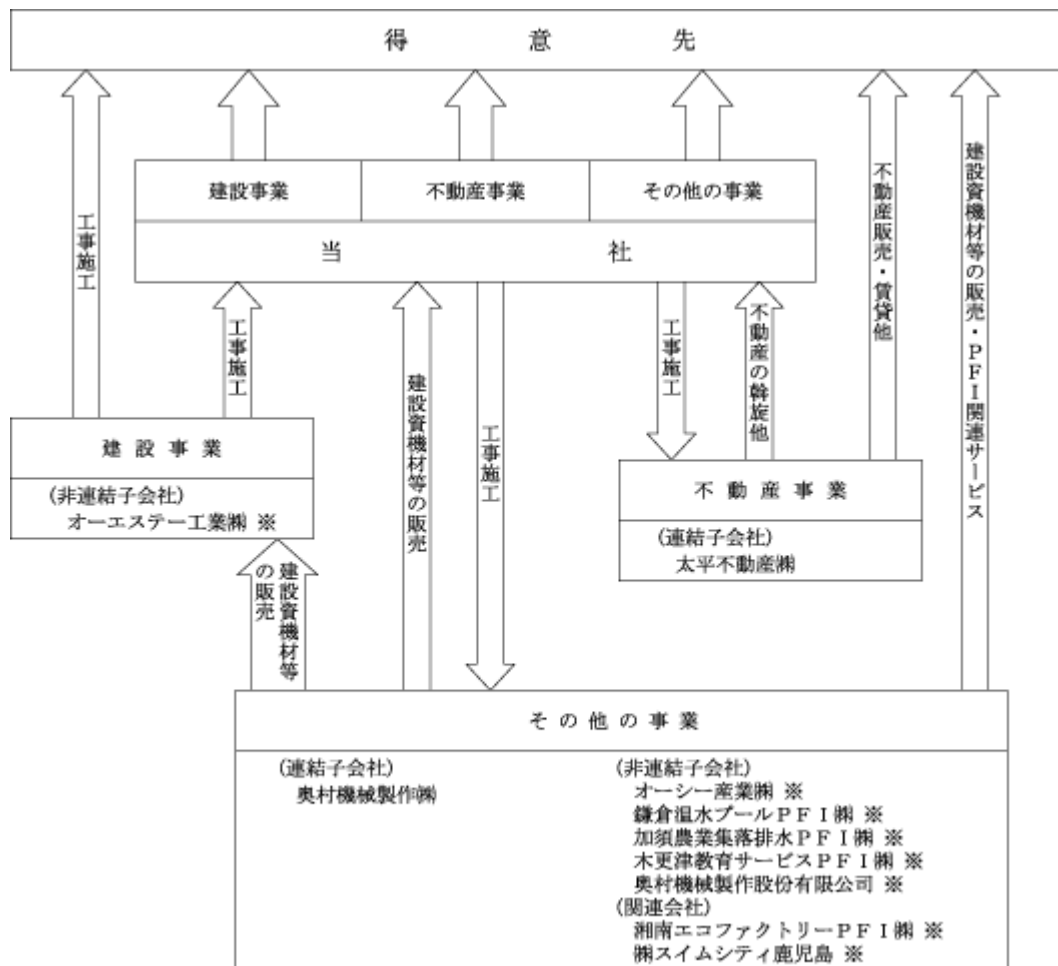 得意先
建設事業
不動産事業
その他の事業
当社
工事施工
工事施工
建設資機材等の販売
工事施工
工事施工
不動産の斡旋他
不動産販売・賃貸他
建設資機材等の販売・PFI関連サービス
建設事業
(非連結子会社)
オーエステー工業㈱ ※
不動産事業
(連結子会社)
太平不動産㈱
建設資機材等
の販売
その他の事業
(連結子会社)
奥村機械製作㈱
(非連結子会社)
オーシー産業㈱ ※
鎌倉温水プールPFI㈱ ※
加須農業集落排水PFI㈱ ※
木更津教育サービスPFI㈱ ※
奥村機械製作股份有限公司 ※
(関連会社)
湘南エコファクトリーPFI㈱ ※
㈱スイムシティ鹿児島 ※